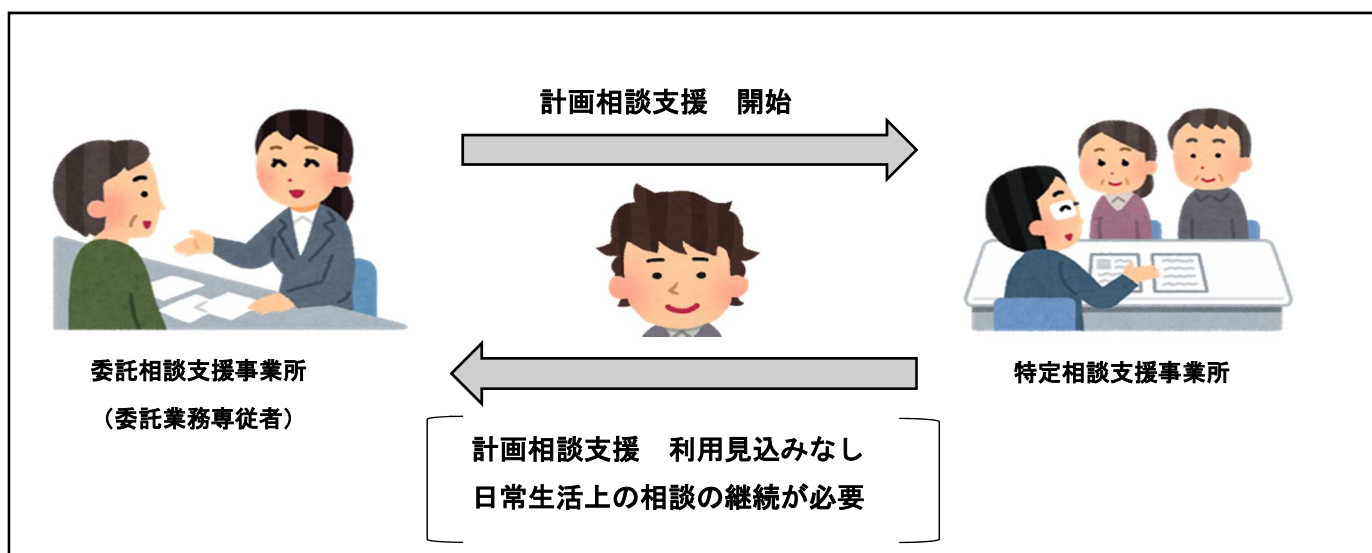 計画相談支援　開始
委託相談支援事業所
（委託業務専従者）
特定相談支援事業所
計画相談支援　利用見込みなし
日常生活上の相談の継続が必要